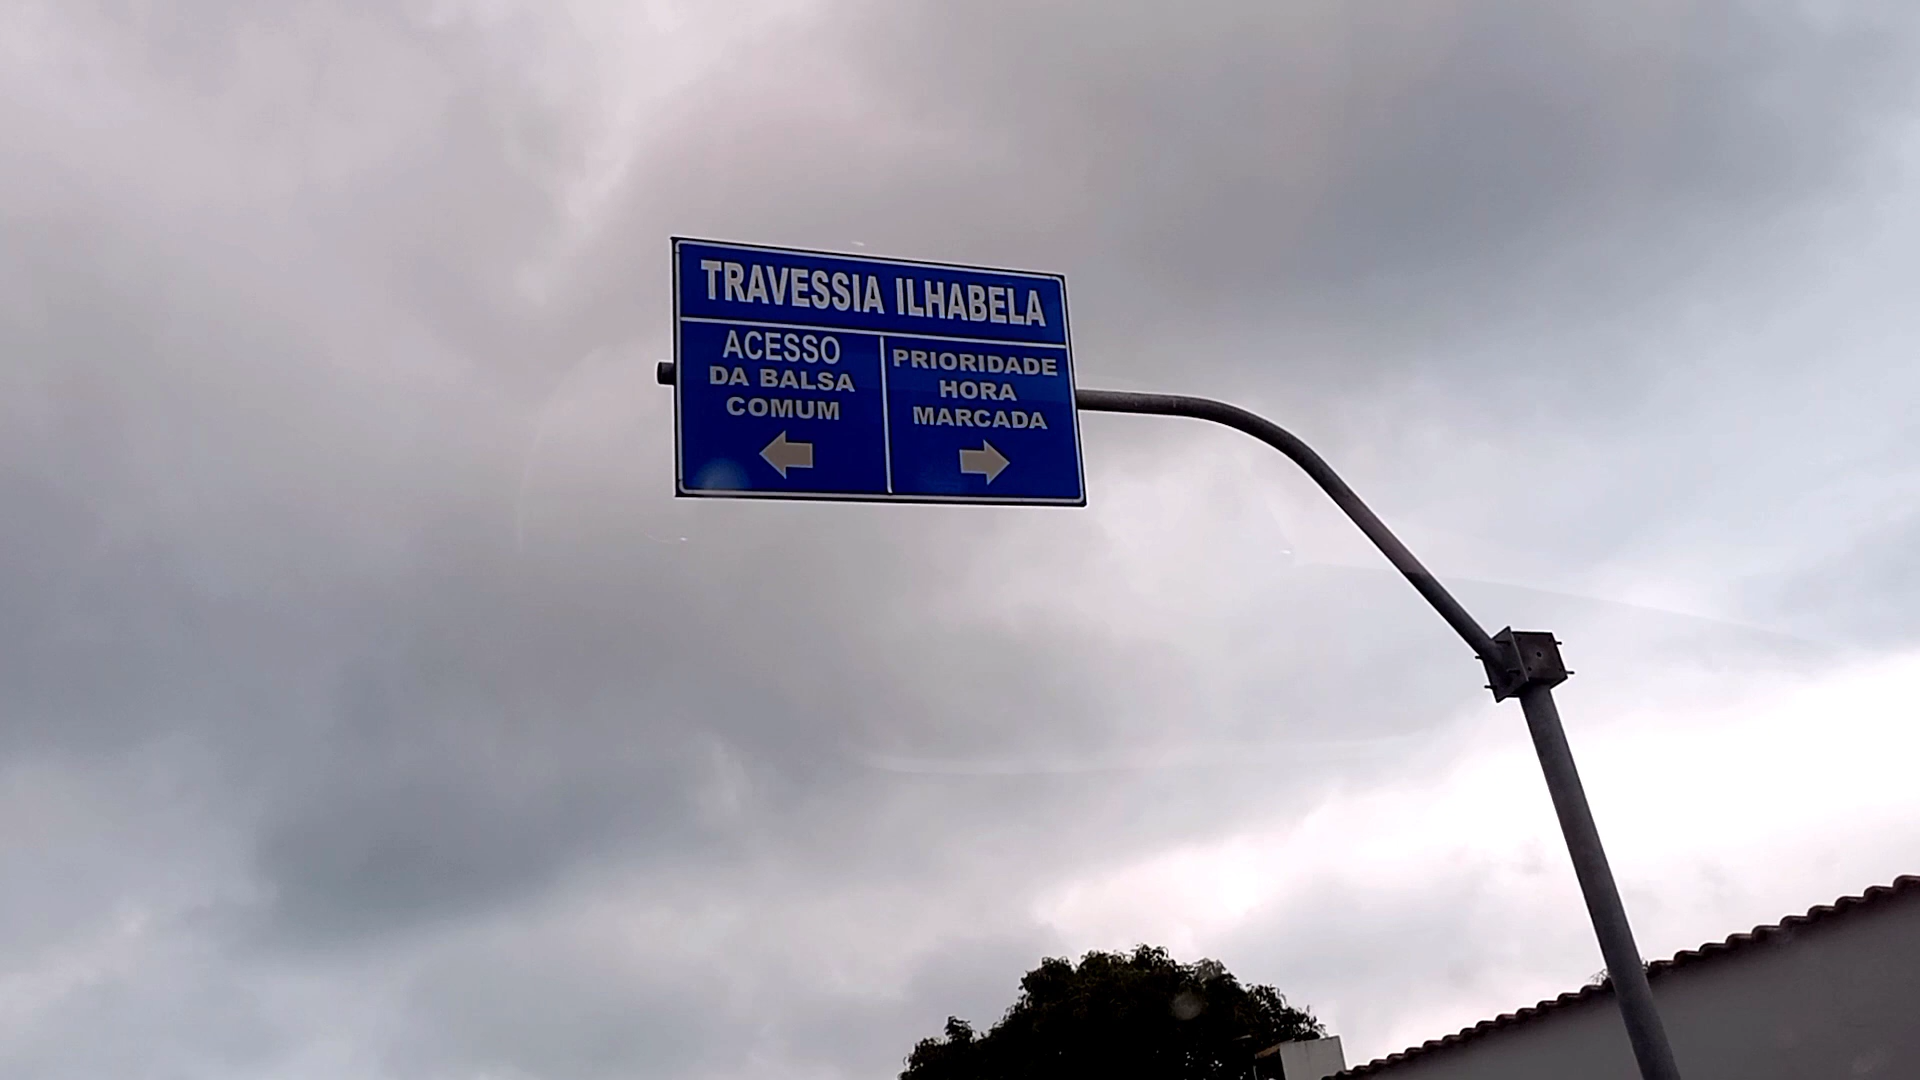 TRAVESSIA ILHABELA
ACESSO
DA BALSA
COMUM
PRIORIDADE
HORA
MARCADA